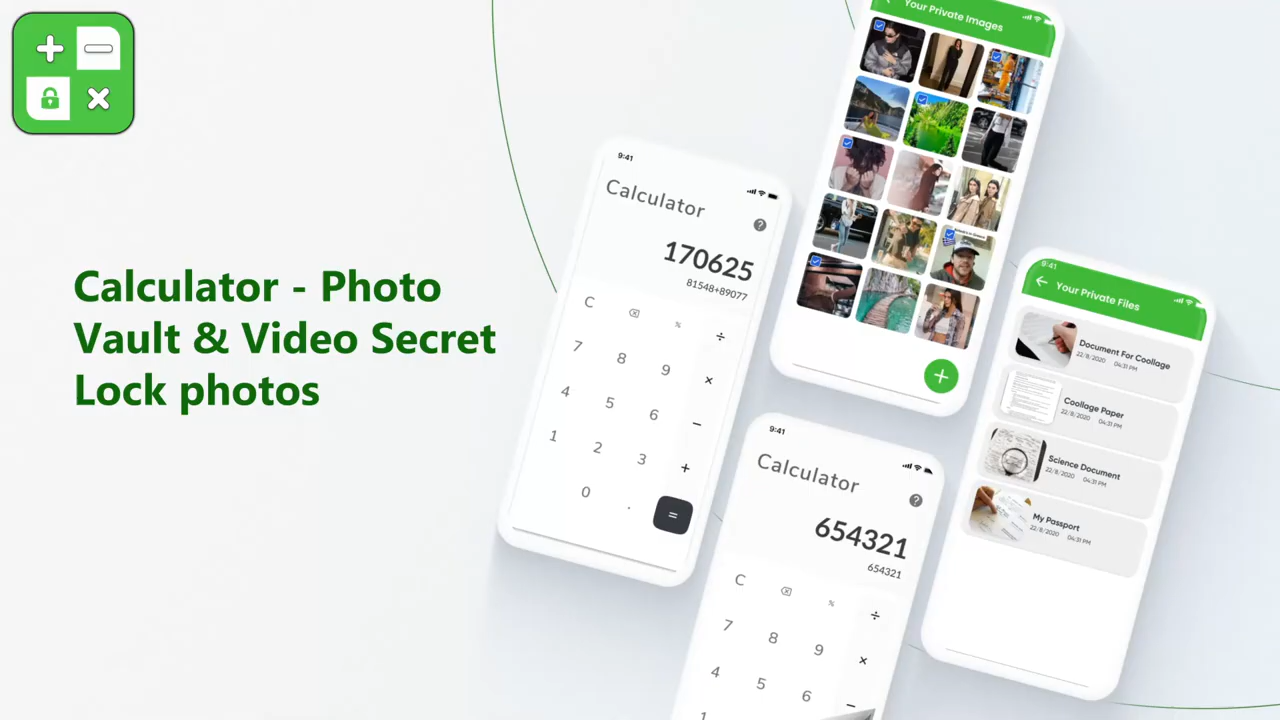 Calculator - Photo
Vault & Video Secret
Lock photos
9:41
Calculator
?
170625
81548+89077
C % ÷
7 8 9 ×
4 5 6 −
1 2 3 +
0 . =
Your Private Images
+
9:41
Calculator
?
654321
654321
C % ÷
7 8 9 ×
4 5 6 −
1
9:41
Your Private Files
Document For Coollage
22/8/2020 04:31 PM
Coollage Paper
22/8/2020 04:31 PM
Science Document
22/8/2020 04:31 PM
My Passport
22/8/2020 04:31 PM